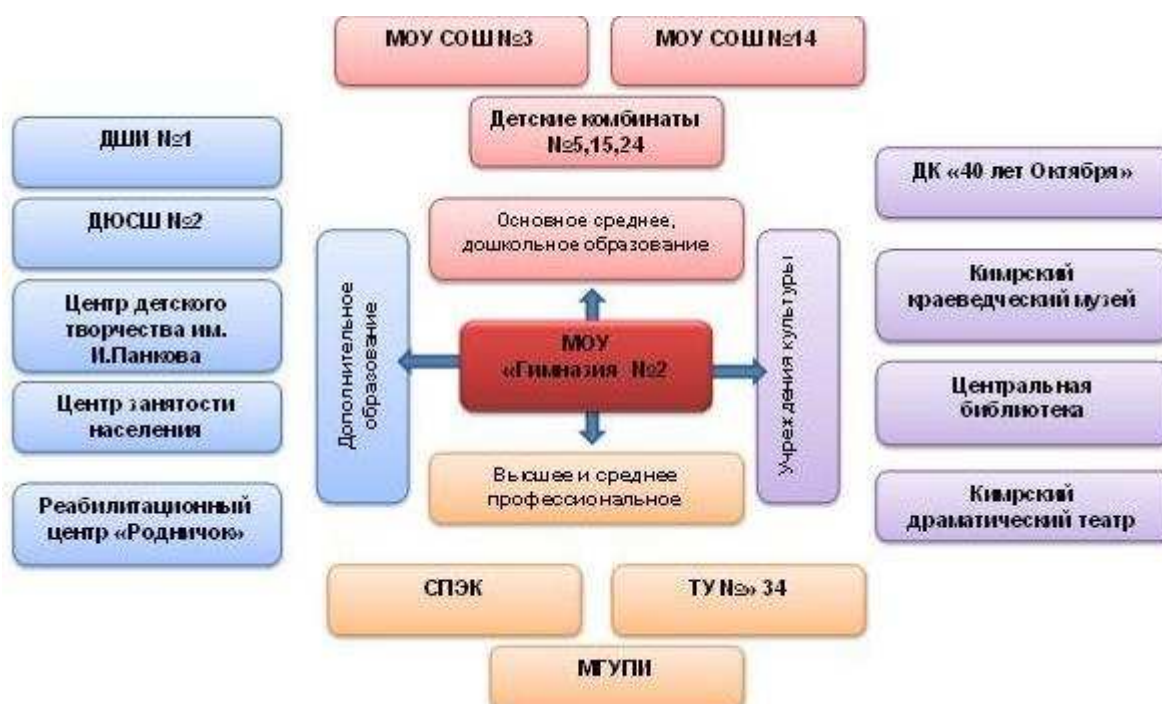 МОУ СОШ №3
МОУ СОШ №14
Детские комбинаты
№5,15,24
ДШИ №1
ДЮСШ №2
Центр детского
творчества им.
И.Панкова
Центр занятости
населения
Реабилитационный
центр «Родничок»
Дополнительное
образование
Основное среднее,
дошкольное образование
МОУ
«Гимназия №2
Высшее и среднее
профессиональное
Учреждения культуры
ДК «40 лет Октября»
Кимрский
краеведческий музей
Центральная
библиотека
Кимрский
драматический театр
СПЭК
ТУ №» 34
МГУПИ